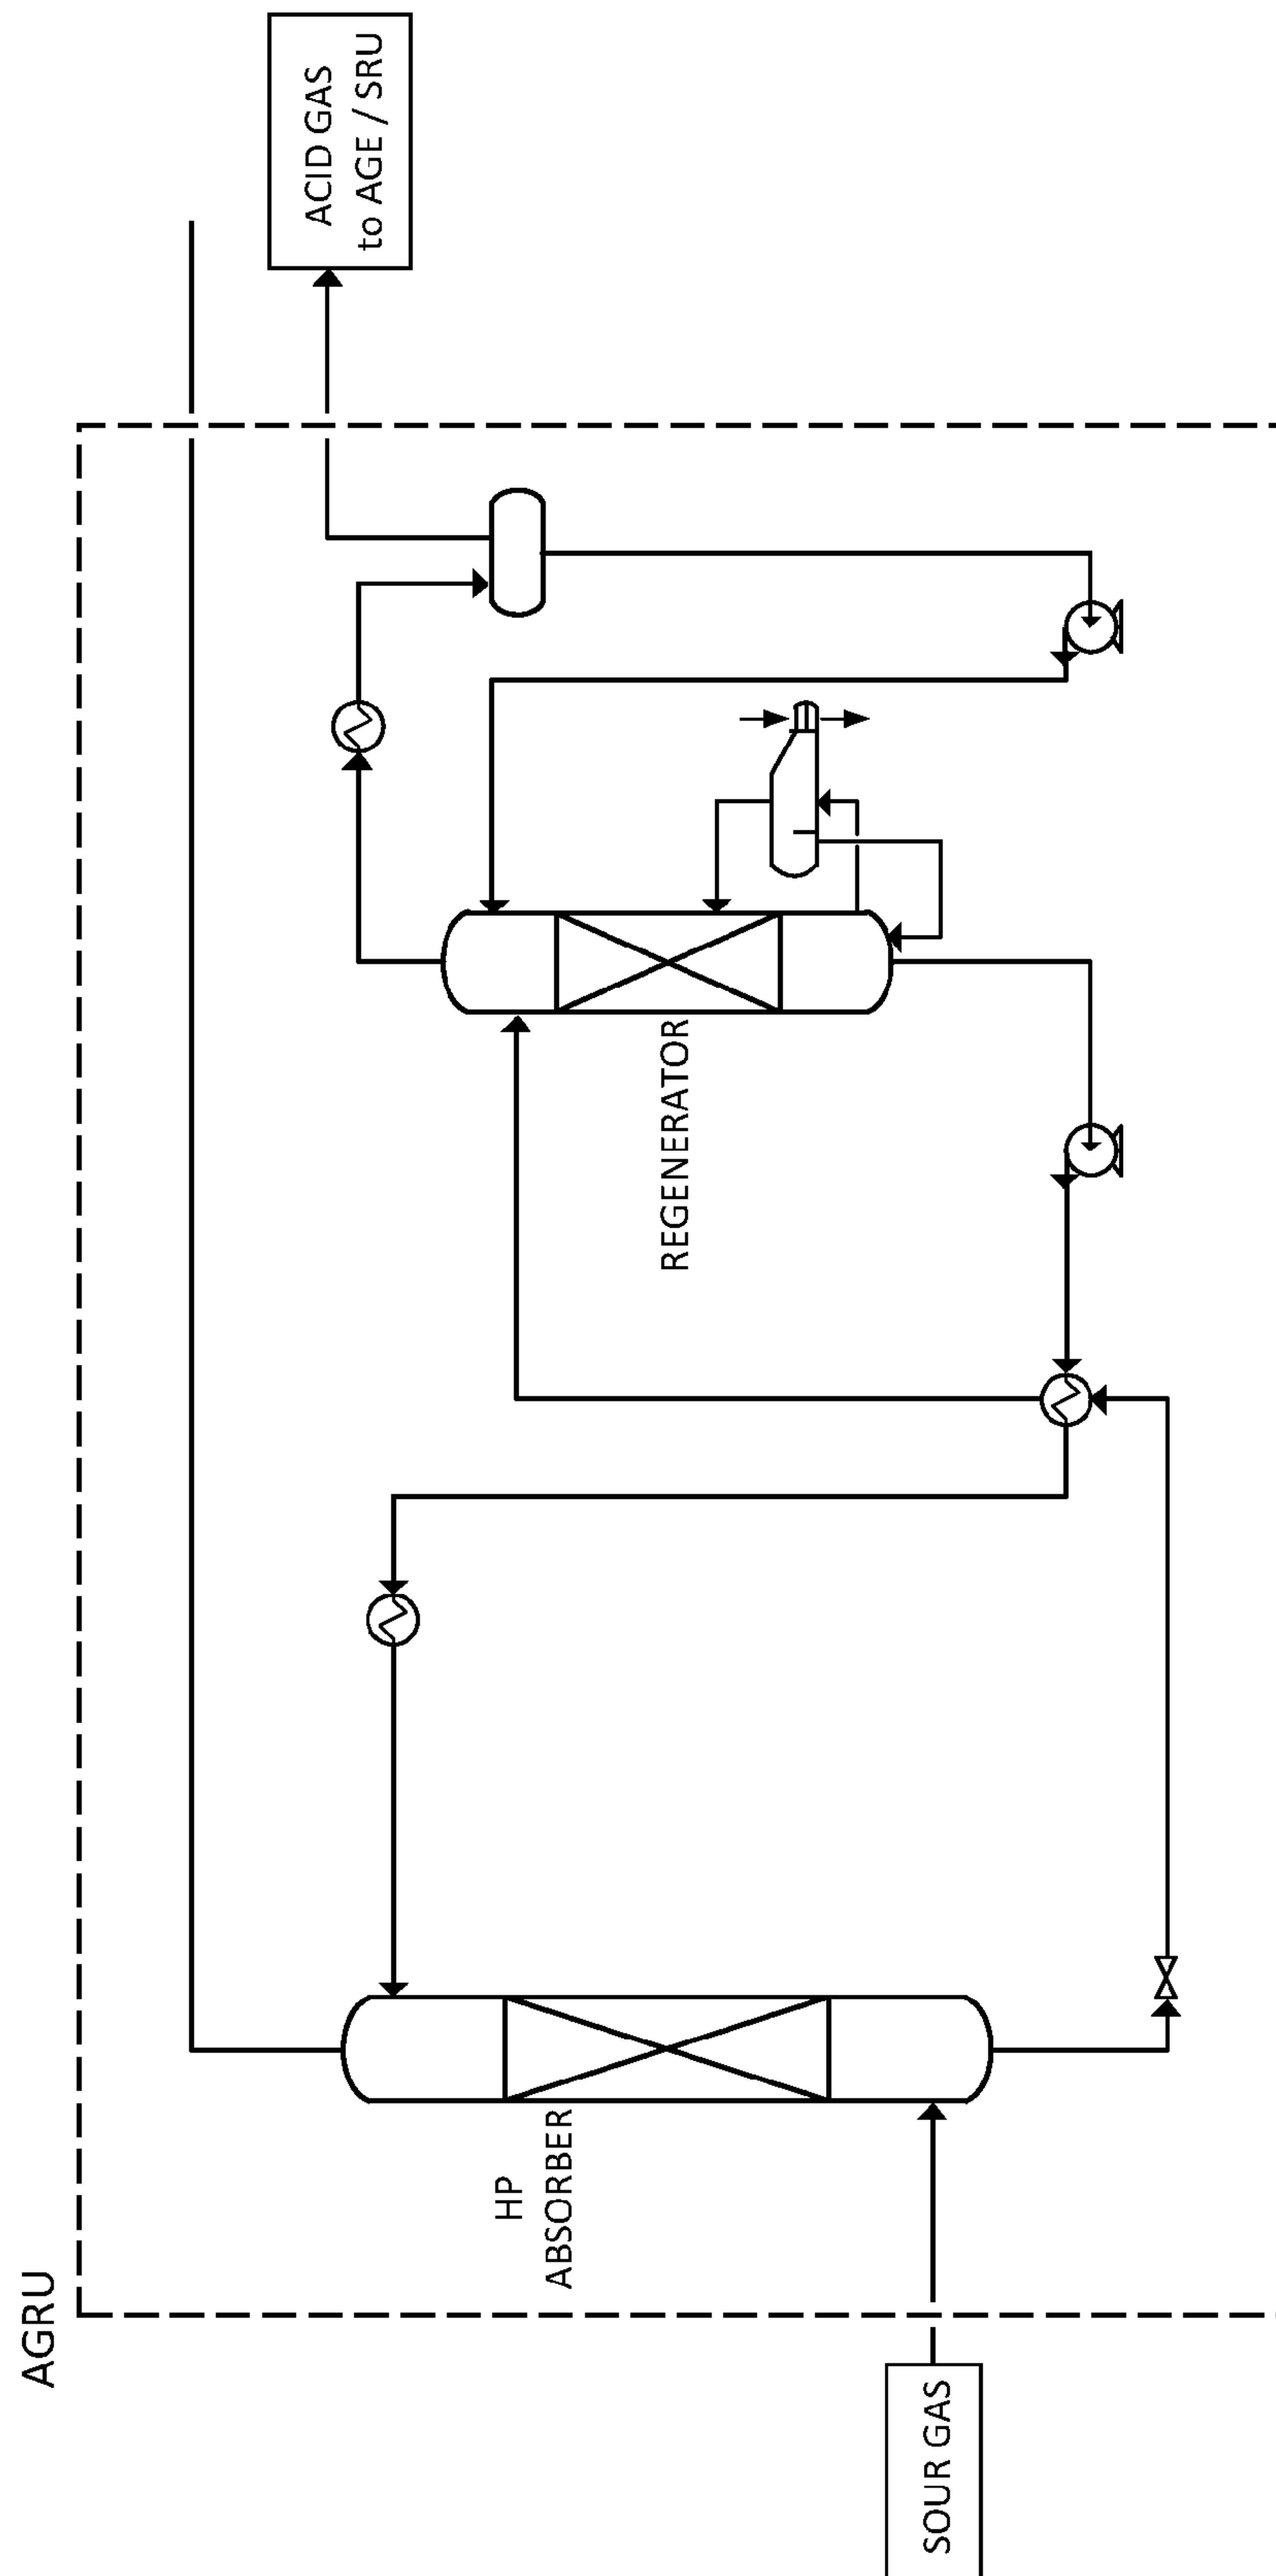 AGRU
SOUR GAS
HP
ABSORBER
REGENERATOR
ACID GAS
to AGE / SRU